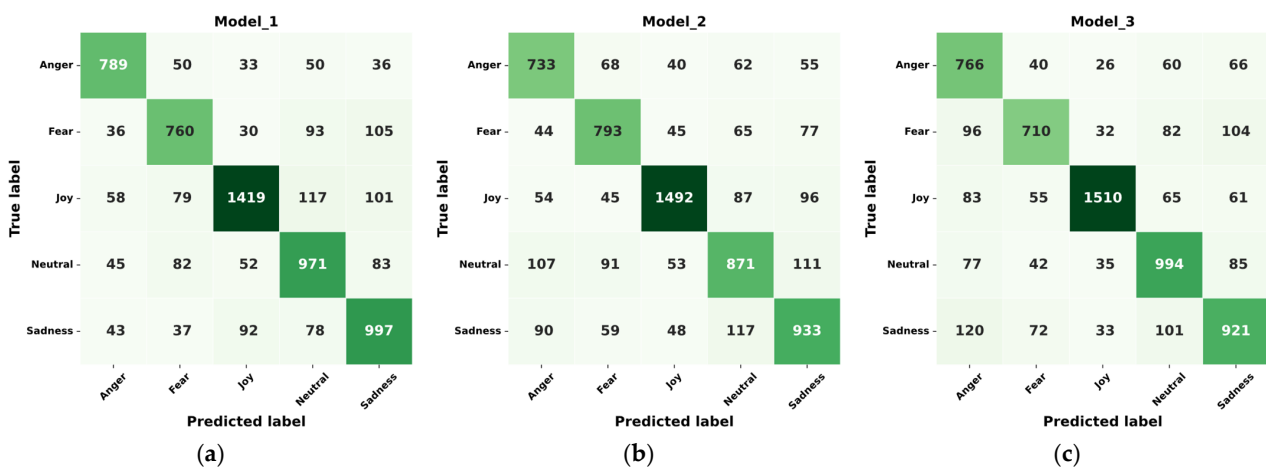 Model_1
True label
Anger 789 50 33 50 36
Fear 36 760 30 93 105
Joy 58 79 1419 117 101
Neutral 45 82 52 971 83
Sadness 43 37 92 78 997
Anger Fear Joy Neutral Sadness
Predicted label
(a)
Model_2
True label
Anger 733 68 40 62 55
Fear 44 793 45 65 77
Joy 54 45 1492 87 96
Neutral 107 91 53 871 111
Sadness 90 59 48 117 933
Anger Fear Joy Neutral Sadness
Predicted label
(b)
Model_3
True label
Anger 766 40 26 60 66
Fear 96 710 32 82 104
Joy 83 55 1510 65 61
Neutral 77 42 35 994 85
Sadness 120 72 33 101 921
Anger Fear Joy Neutral Sadness
Predicted label
(c)